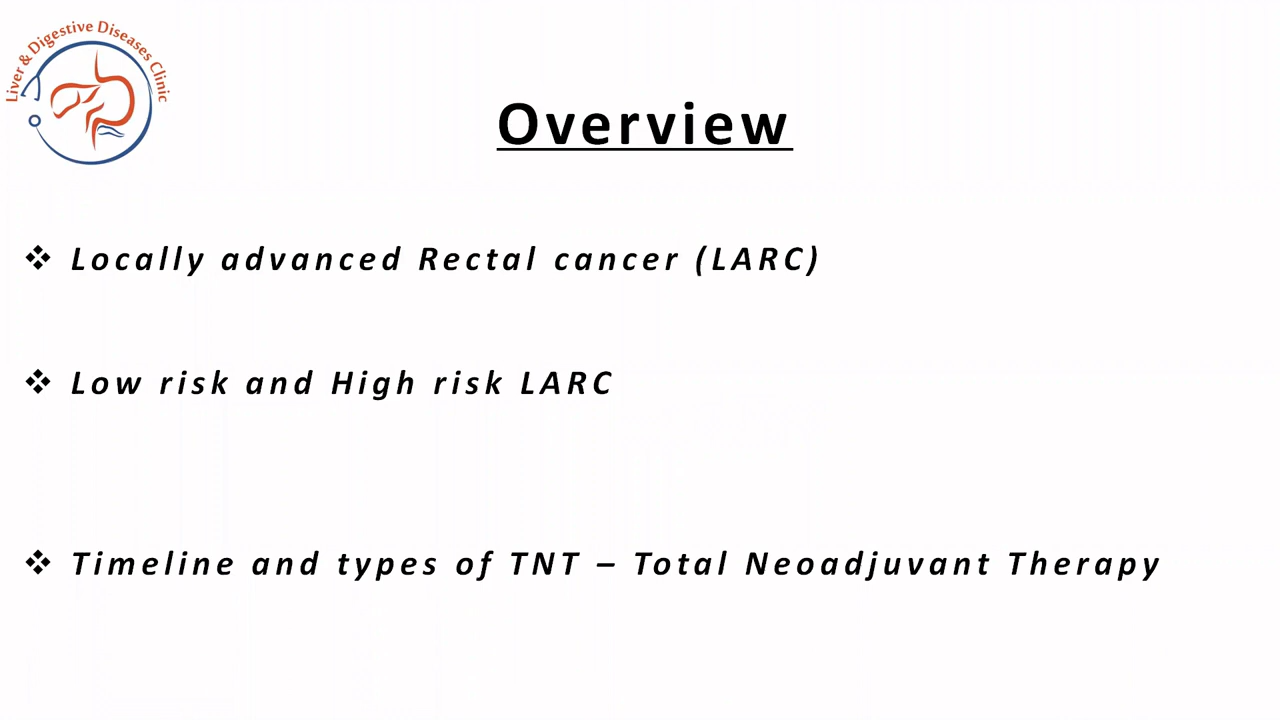 Liver & Digestive Diseases Clinic
Overview
❖ Locally advanced Rectal cancer (LARC)
❖ Low risk and High risk LARC
❖ Timeline and types of TNT – Total Neoadjuvant Therapy